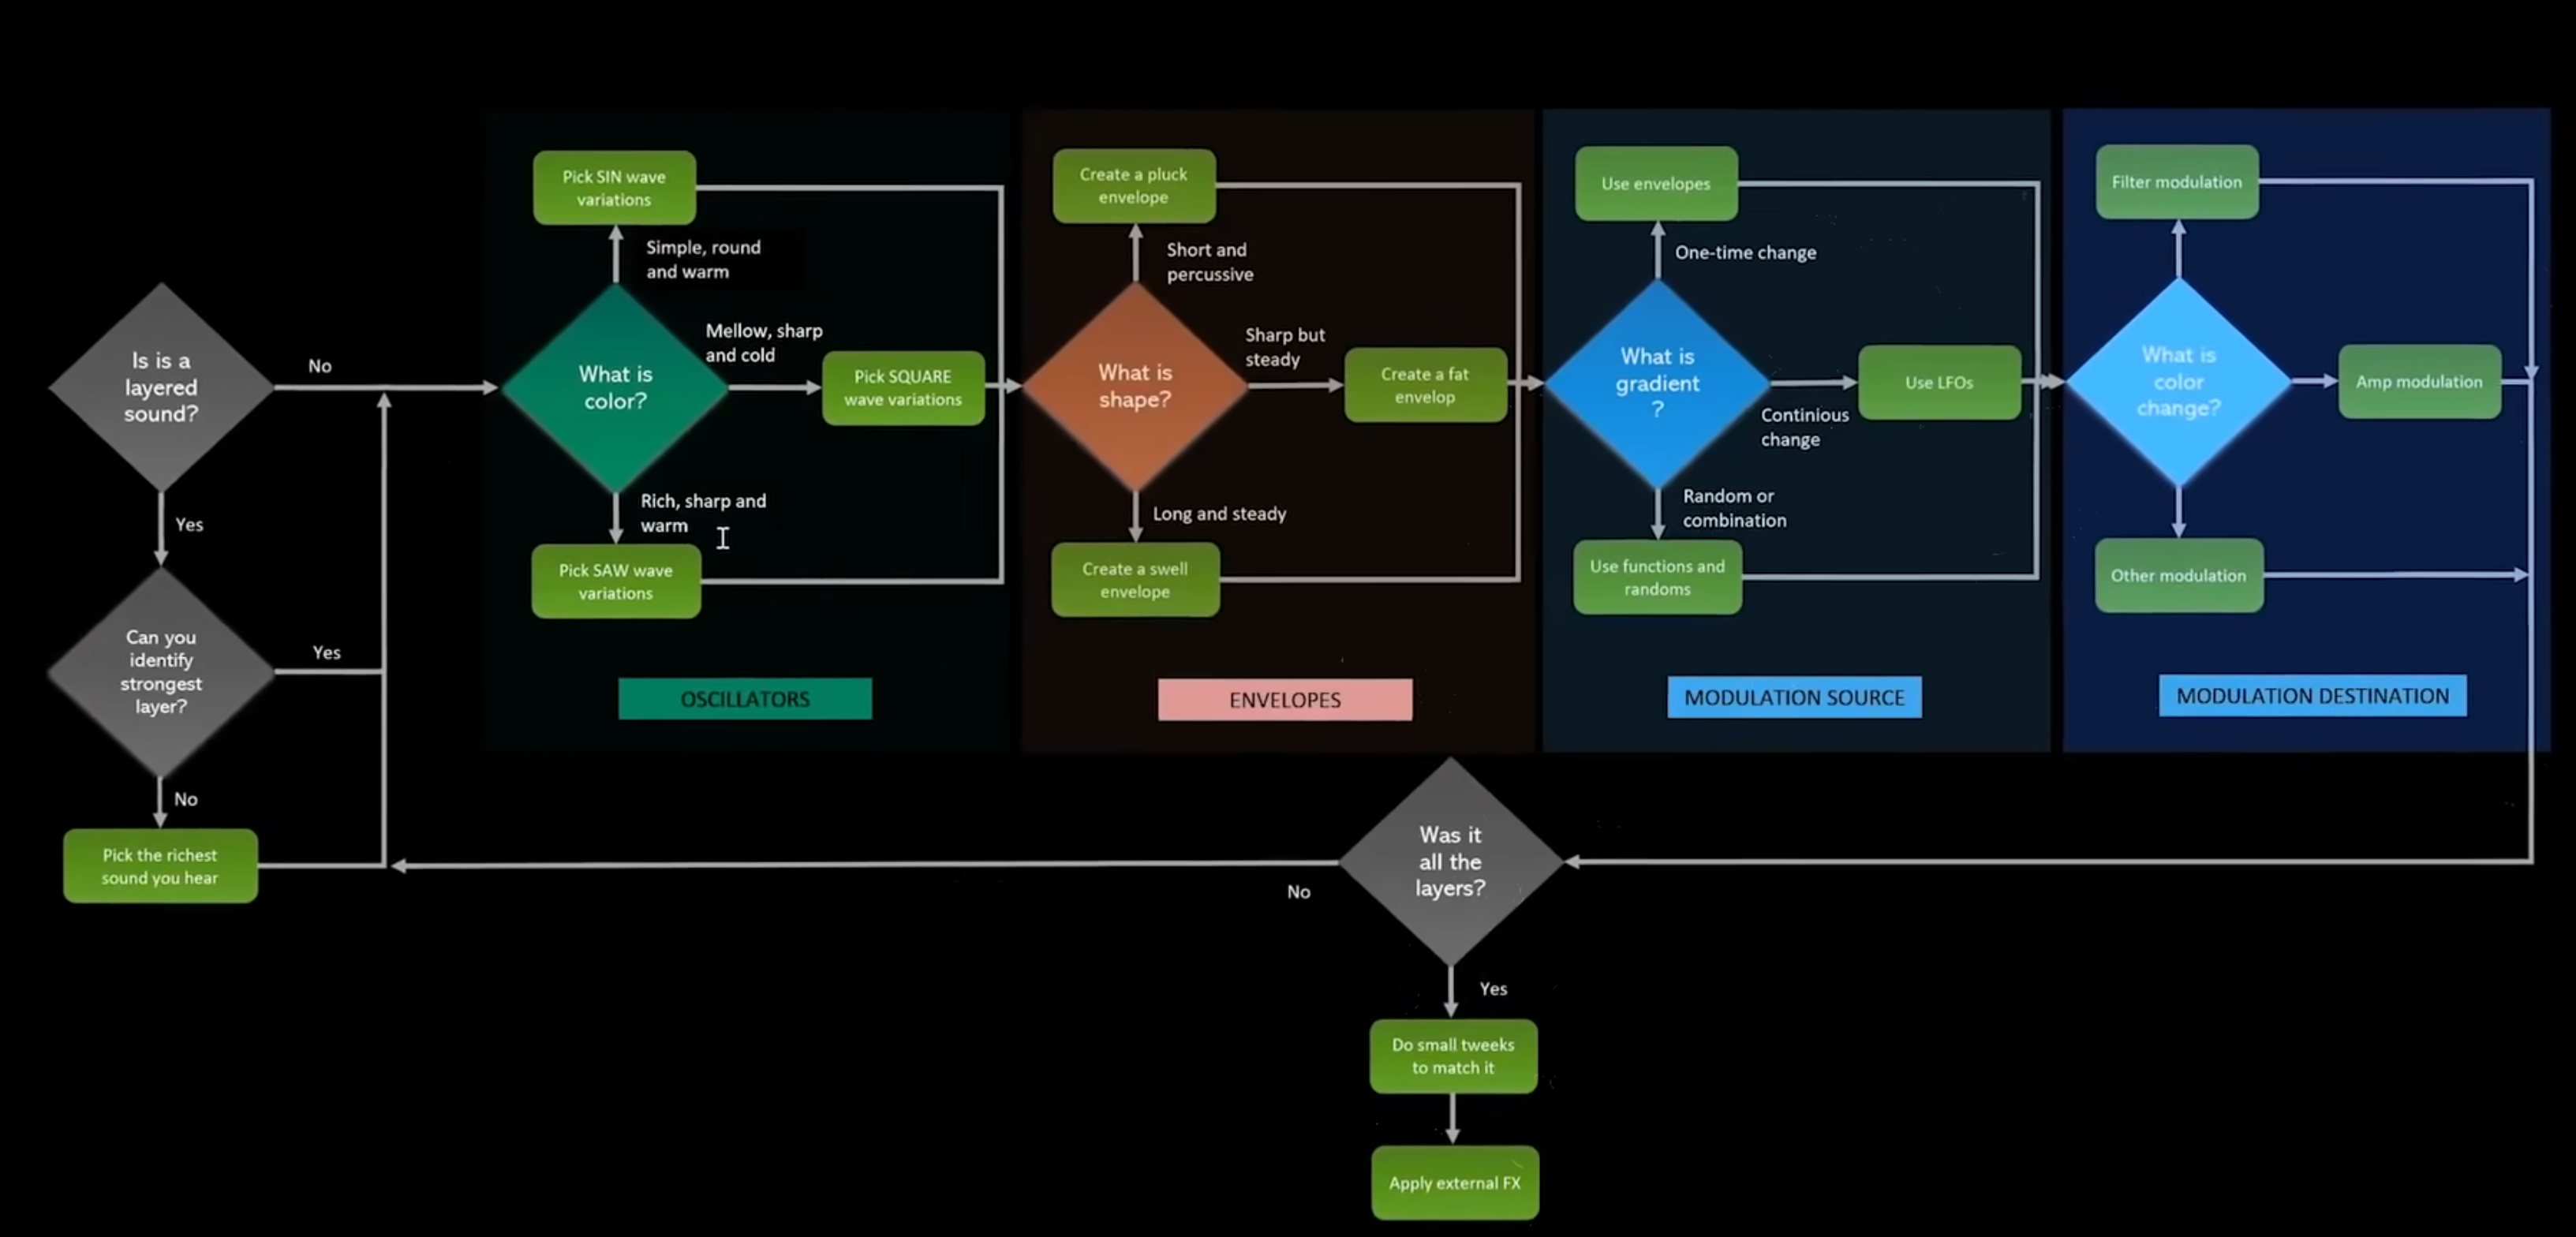 Is is a
layered
sound?
No
Yes
Can you
identify
strongest
layer?
Yes
No
Pick the richest
sound you hear
Pick SIN wave
variations
Simple, round
and warm
What is
color?
Mellow, sharp
and cold
Pick SQUARE
wave variations
Rich, sharp and
warm
Pick SAW wave
variations
OSCILLATORS
Create a pluck
envelope
Short and
percussive
What is
shape?
Sharp but
steady
Create a fat
envelop
Long and steady
Create a swell
envelope
ENVELOPES
Use envelopes
One-time change
What is
gradient
?
Use LFOs
Continious
change
Random or
combination
Use functions and
randoms
MODULATION SOURCE
Filter modulation
What is
color
change?
Amp modulation
Other modulation
MODULATION DESTINATION
Was it
all the
layers?
No
Yes
Do small tweeks
to match it
Apply external FX